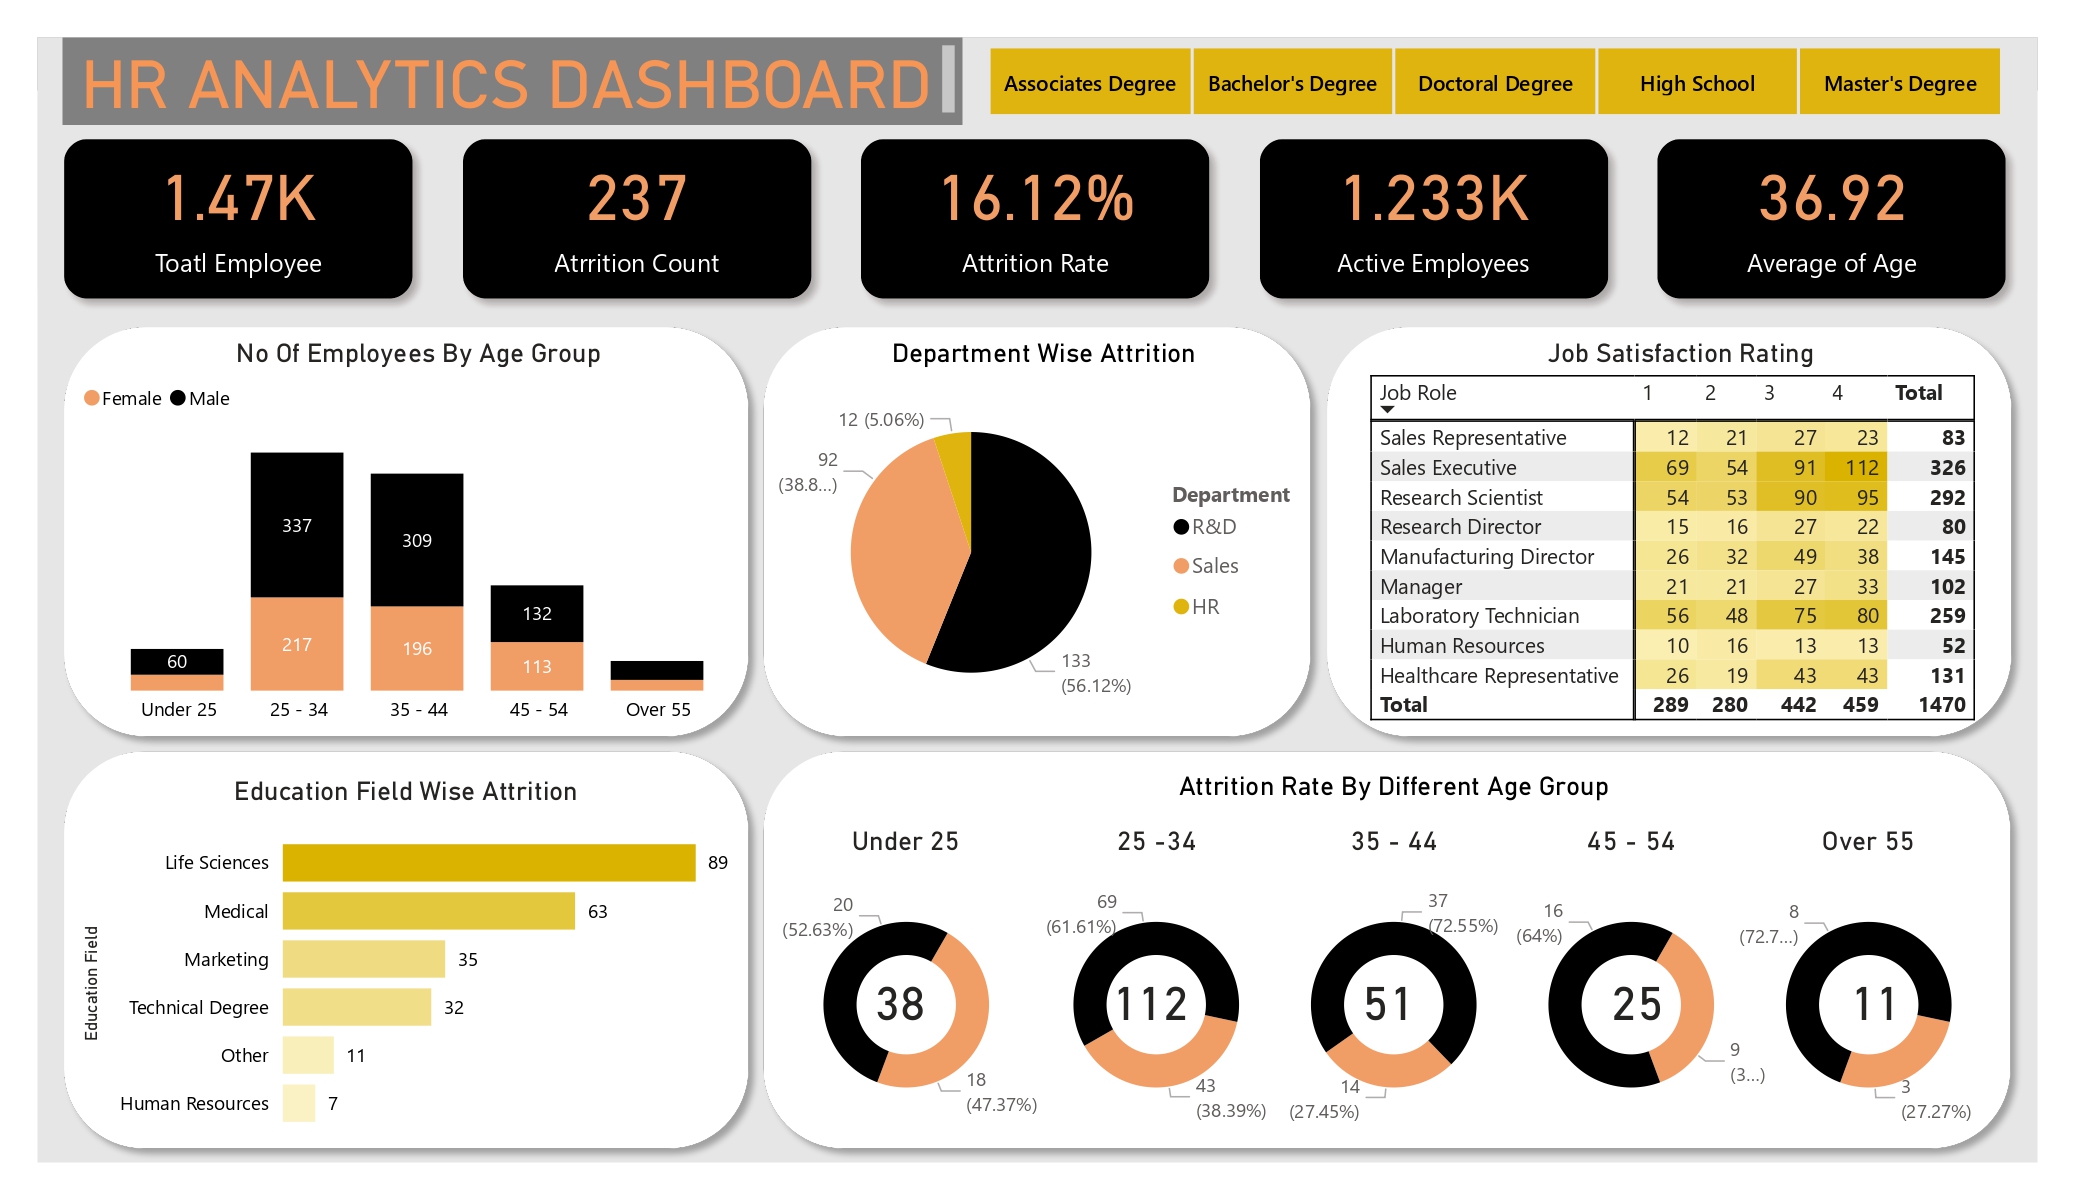 HR ANALYTICS DASHBOARD
Associates Degree
Bachelor's Degree
Doctoral Degree
High School
Master's Degree
1.47K
Toatl Employee
237
Atrrition Count
16.12%
Attrition Rate
1.233K
Active Employees
36.92
Average of Age
No Of Employees By Age Group
Female Male
337
309
132
60
217
196
113
Under 25
25 - 34
35 - 44
45 - 54
Over 55
Department Wise Attrition
12 (5.06%)
92
(38.8...)
133
(56.12%)
Department
R&D
Sales
HR
Job Satisfaction Rating
Job Role 1 2 3 4 Total
Sales Representative 12 21 27 23 83
Sales Executive 69 54 91 112 326
Research Scientist 54 53 90 95 292
Research Director 15 16 27 22 80
Manufacturing Director 26 32 49 38 145
Manager 21 21 27 33 102
Laboratory Technician 56 48 75 80 259
Human Resources 10 16 13 13 52
Healthcare Representative 26 19 43 43 131
Total 289 280 442 459 1470
Education Field Wise Attrition
Education Field
Life Sciences 89
Medical 63
Marketing 35
Technical Degree 32
Other 11
Human Resources 7
Attrition Rate By Different Age Group
Under 25
20
(52.63%)
38
18
(47.37%)
25 -34
69
(61.61%)
112
43
(38.39%)
35 - 44
37
(72.55%)
51
14
(27.45%)
45 - 54
16
(64%)
25
9
(3...)
Over 55
8
(72.7...)
11
3
(27.27%)